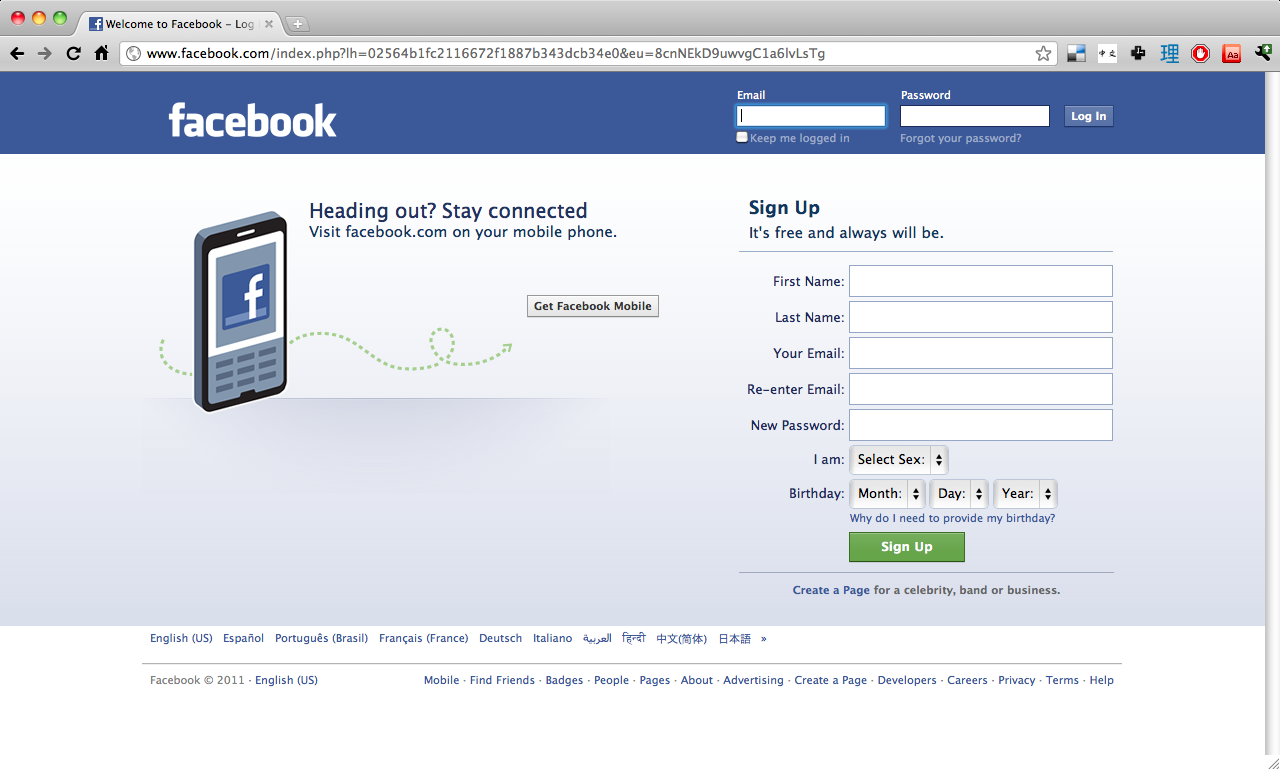 Welcome to Facebook – Log
www.facebook.com/index.php?lh=02564b1fc2116672f1887b343dcb34e0&eu=8cnNEkD9uwvgC1a6lvLsTg
理
Aa
facebook
Email
Password
Log In
Keep me logged in
Forgot your password?
Heading out? Stay connected
Visit facebook.com on your mobile phone.
f
Get Facebook Mobile
Sign Up
It's free and always will be.
First Name:
Last Name:
Your Email:
Re-enter Email:
New Password:
I am: Select Sex:
Birthday: Month: Day: Year:
Why do I need to provide my birthday?
Sign Up
Create a Page for a celebrity, band or business.
English (US) Español Português (Brasil) Français (France) Deutsch Italiano العربية हिन्दी 中文(简体) 日本語 »
Facebook © 2011 · English (US)
Mobile · Find Friends · Badges · People · Pages · About · Advertising · Create a Page · Developers · Careers · Privacy · Terms · Help